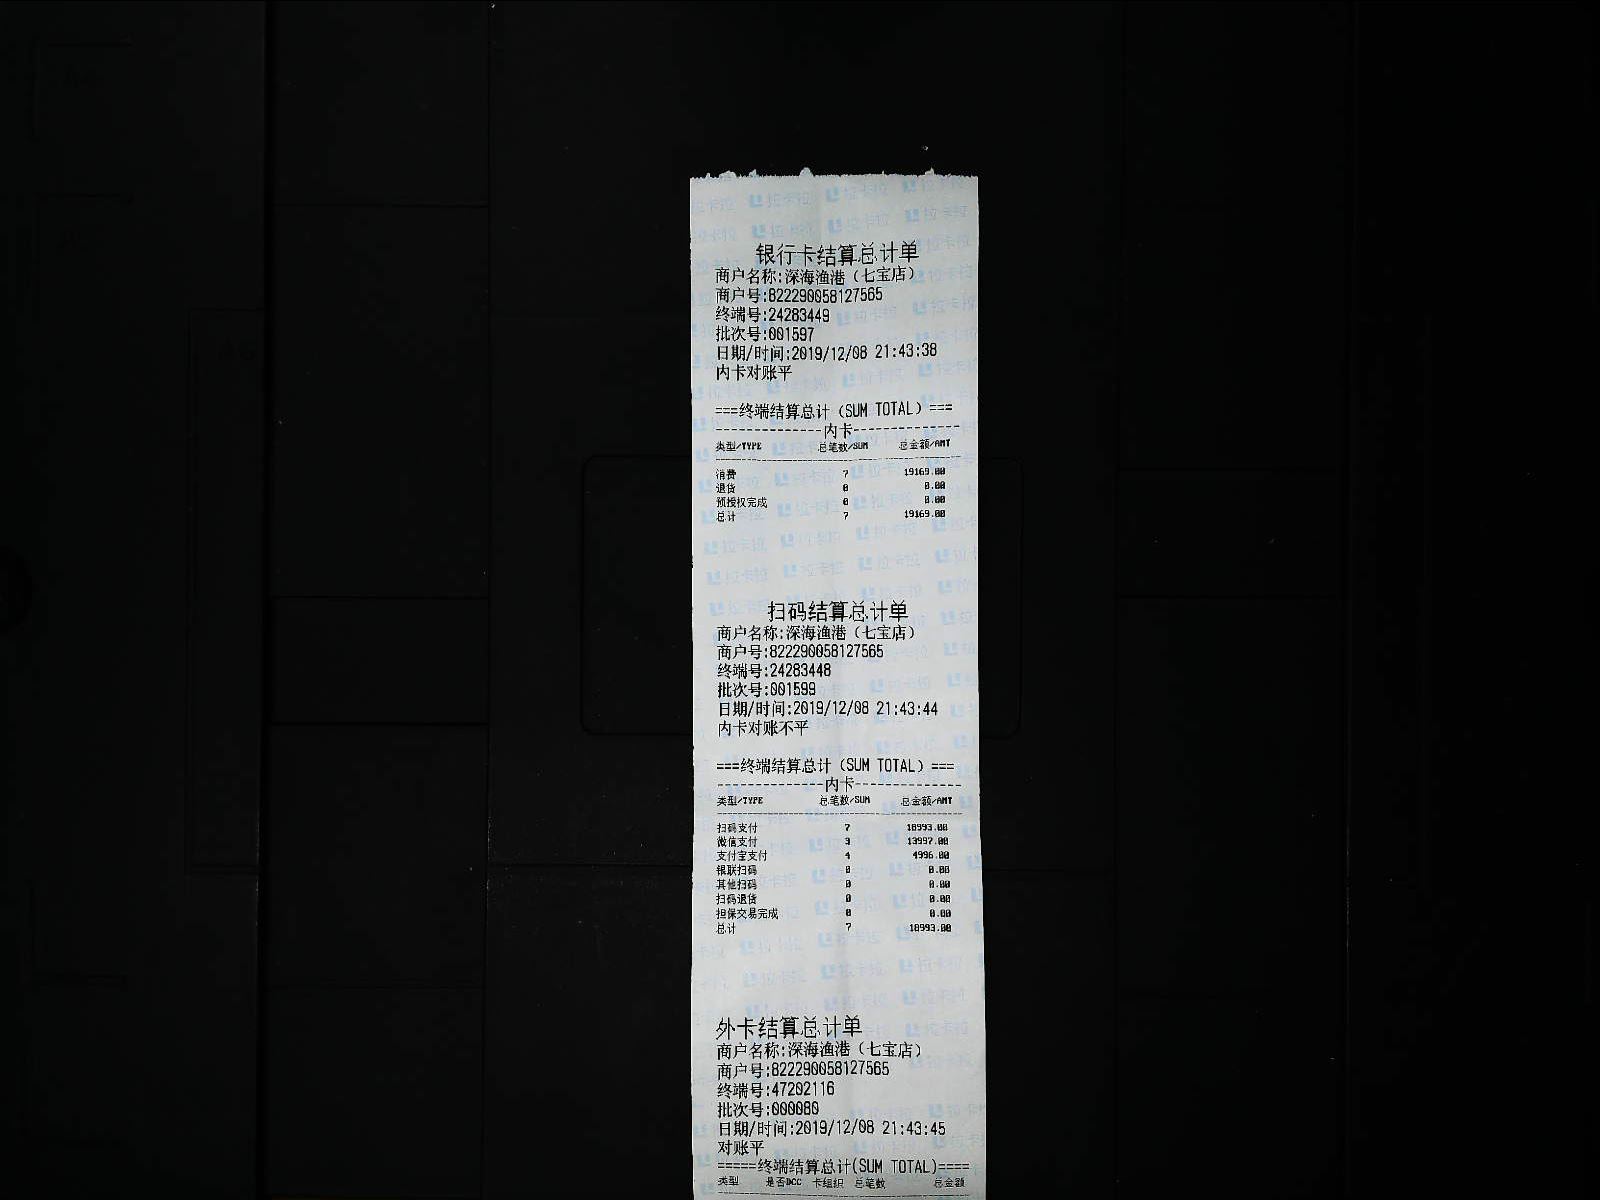 银行卡结算总计单
商户名称:深海渔港(七宝店)
商户号:822290058127565
终端号:24283449
批次号:001597
日期/时间:2019/12/08 21:43:38
内卡对账平
===终端结算总计(SUM TOTAL)===
---------------内卡---------------
类型/TYPE 总笔数/SUM 总金额/AMT
消费 7 19169.00
退货 0 0.00
预授权完成 0 0.00
总计 7 19169.00
扫码结算总计单
商户名称:深海渔港(七宝店)
商户号:822290058127565
终端号:24283448
批次号:001599
日期/时间:2019/12/08 21:43:44
内卡对账不平
===终端结算总计(SUM TOTAL)===
---------------内卡---------------
类型/TYPE 总笔数/SUM 总金额/AMT
扫码支付 7 18993.00
微信支付 3 13997.00
支付宝支付 4 4996.00
银联扫码 0 0.00
其他扫码 0 0.00
扫码退货 0 0.00
担保交易完成 0 0.00
总计 7 18993.00
外卡结算总计单
商户名称:深海渔港(七宝店)
商户号:822290058127565
终端号:47202116
批次号:000080
日期/时间:2019/12/08 21:43:45
对账平
=====终端结算总计(SUM TOTAL)====
类型 是否DCC 卡组织 总笔数 总金额